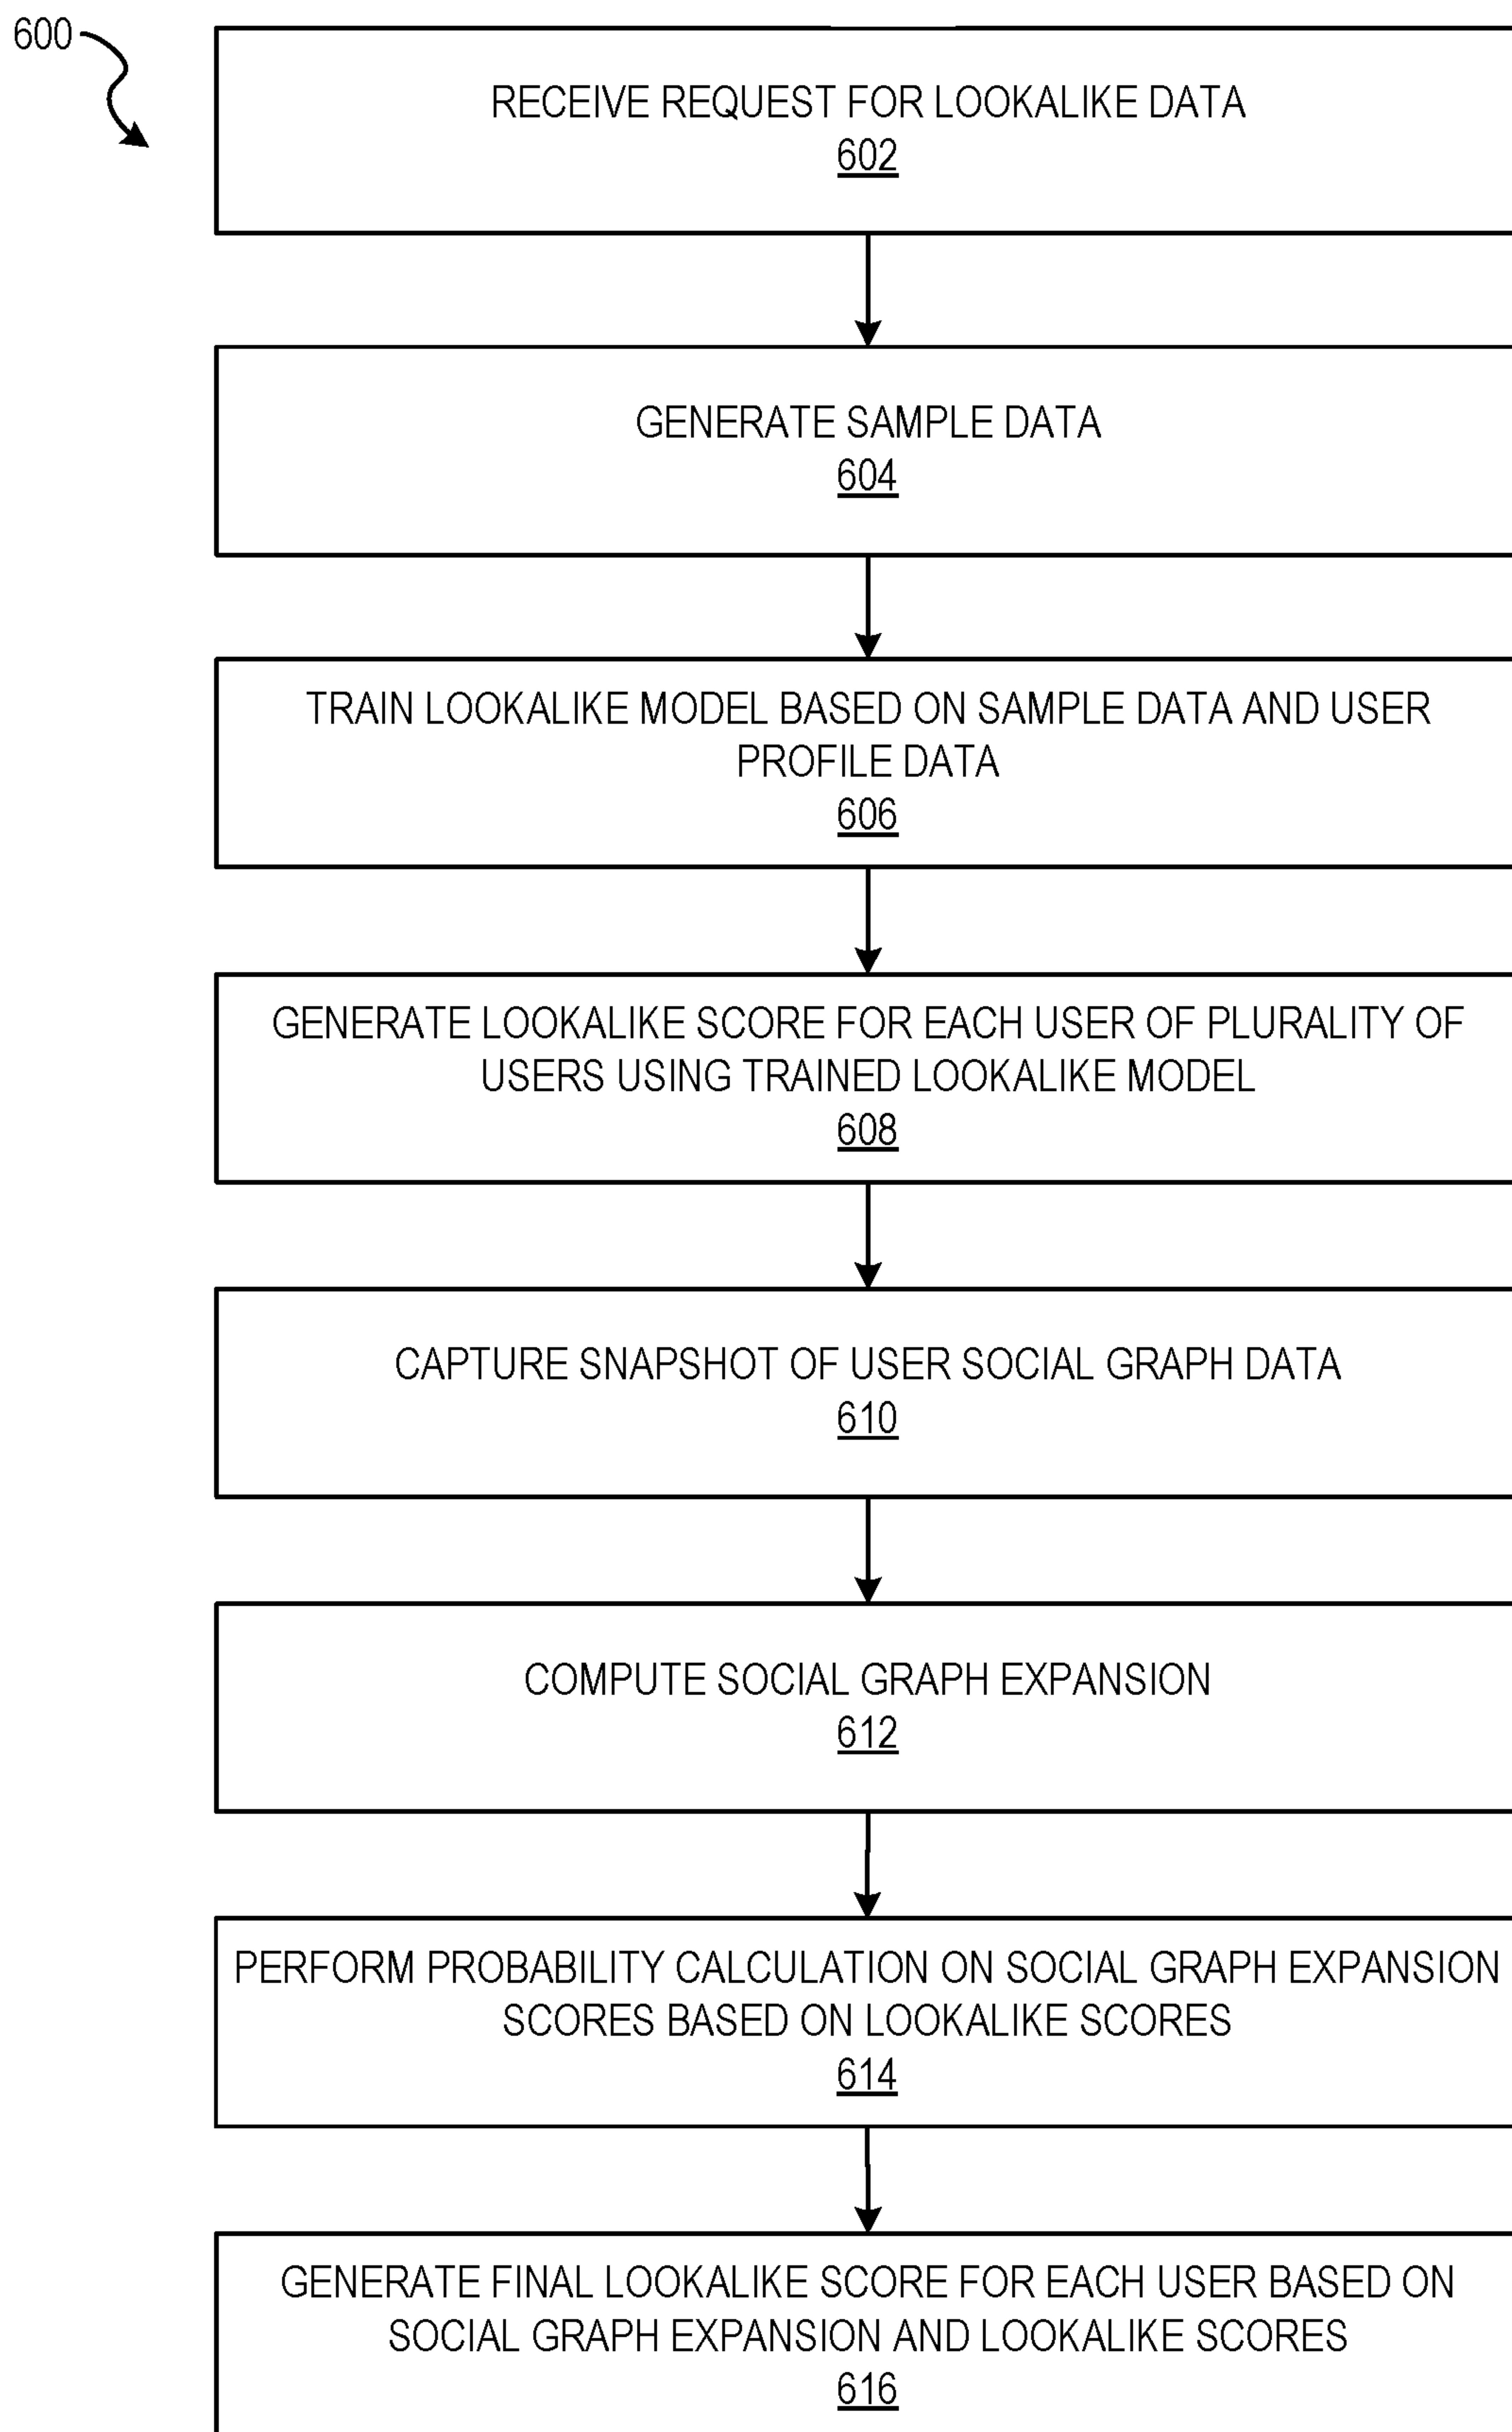 600
RECEIVE REQUEST FOR LOOKALIKE DATA
602
GENERATE SAMPLE DATA
604
TRAIN LOOKALIKE MODEL BASED ON SAMPLE DATA AND USER
PROFILE DATA
606
GENERATE LOOKALIKE SCORE FOR EACH USER OF PLURALITY OF
USERS USING TRAINED LOOKALIKE MODEL
608
CAPTURE SNAPSHOT OF USER SOCIAL GRAPH DATA
610
COMPUTE SOCIAL GRAPH EXPANSION
612
PERFORM PROBABILITY CALCULATION ON SOCIAL GRAPH EXPANSION
SCORES BASED ON LOOKALIKE SCORES
614
GENERATE FINAL LOOKALIKE SCORE FOR EACH USER BASED ON
SOCIAL GRAPH EXPANSION AND LOOKALIKE SCORES
616